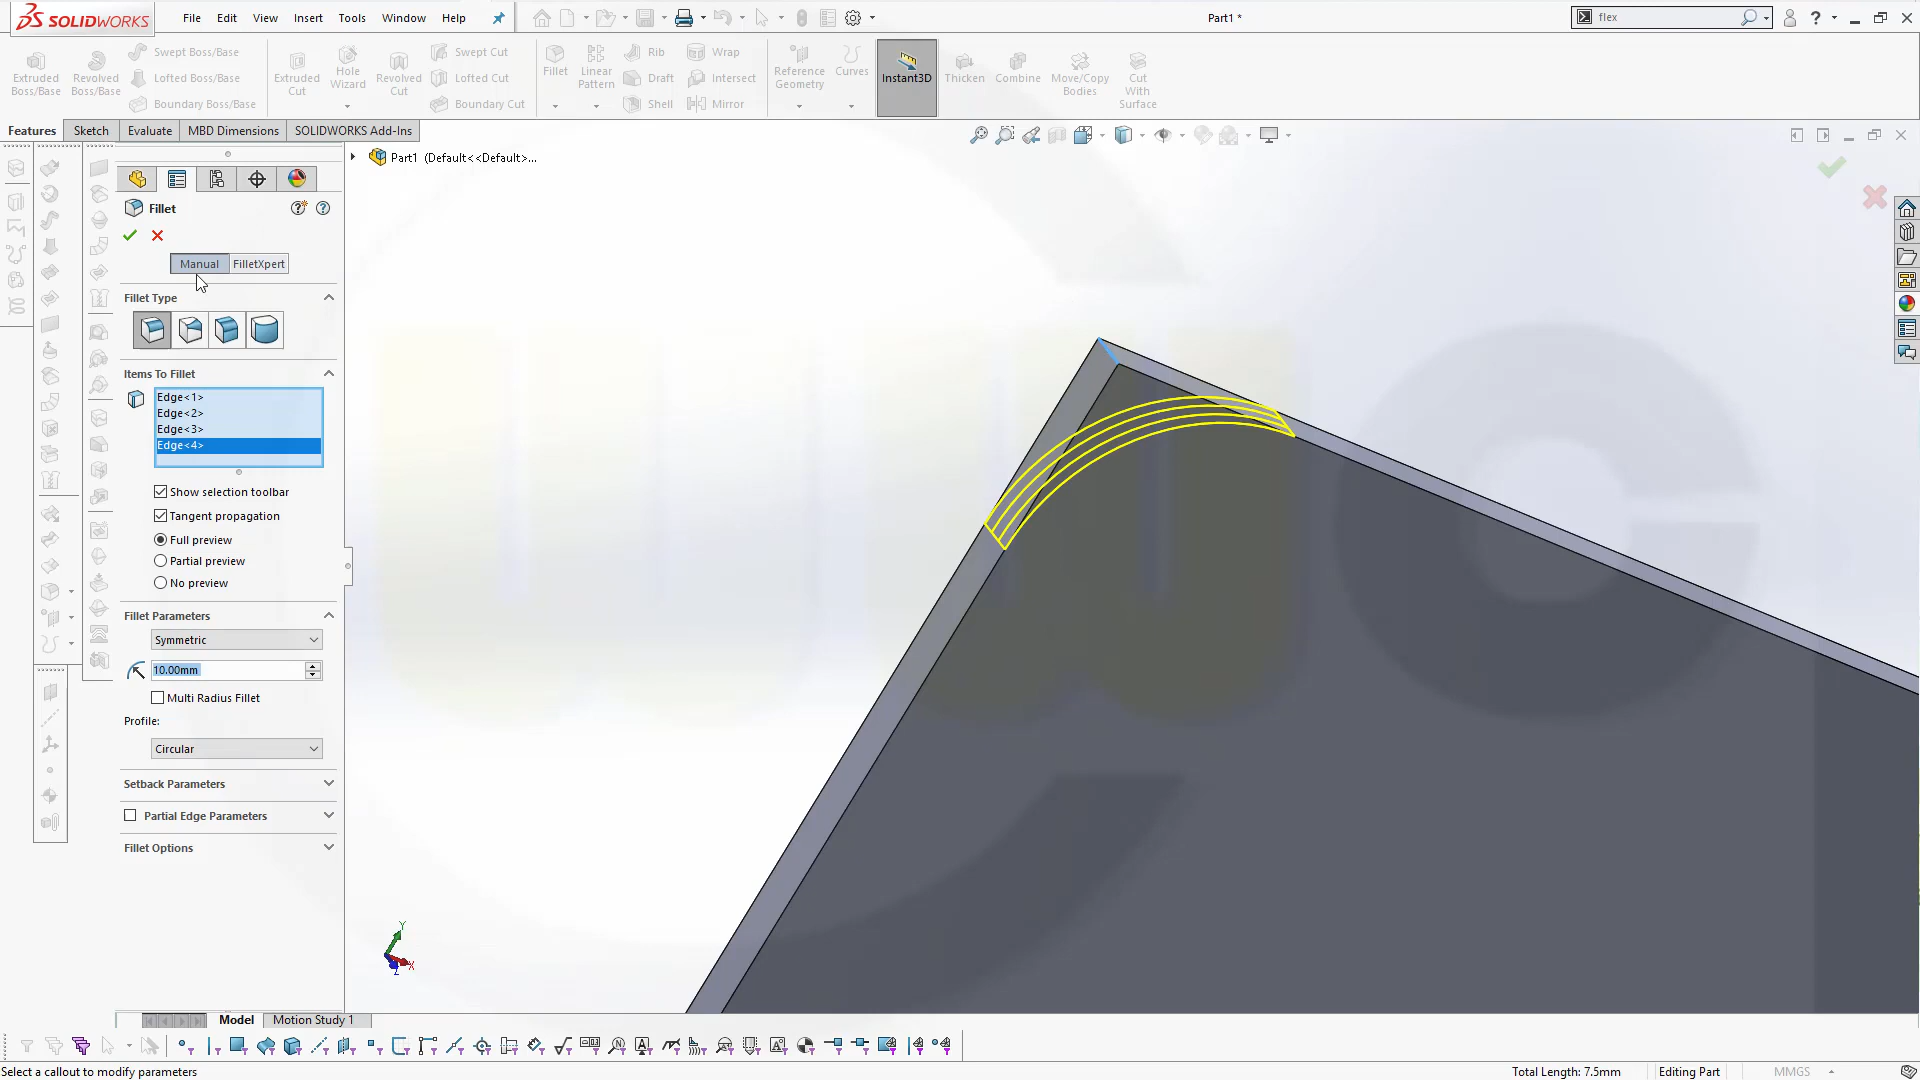 SOLIDWORKS File Edit View Insert Tools Window Help Part1 * flex
Extruded Boss/Base
Revolved Boss/Base
Swept Boss/Base
Lofted Boss/Base
Boundary Boss/Base
Extruded Cut
Hole Wizard
Revolved Cut
Swept Cut
Lofted Cut
Boundary Cut
Fillet
Linear Pattern
Rib
Draft
Shell
Wrap
Intersect
Mirror
Reference Geometry
Curves
Instant3D
Thicken
Combine
Move/Copy Bodies
Cut With Surface
Features Sketch Evaluate MBD Dimensions SOLIDWORKS Add-Ins
Part1 (Default<<Default>...
Fillet
Manual FilletXpert
Fillet Type
Items To Fillet
Edge<1>
Edge<2>
Edge<3>
Edge<4>
Show selection toolbar
Tangent propagation
Full preview
Partial preview
No preview
Fillet Parameters
Symmetric
10.00mm
Multi Radius Fillet
Profile:
Circular
Setback Parameters
Partial Edge Parameters
Fillet Options
Y
X
Z
Model Motion Study 1
Select a callout to modify parameters Total Length: 7.5mm Editing Part MMGS